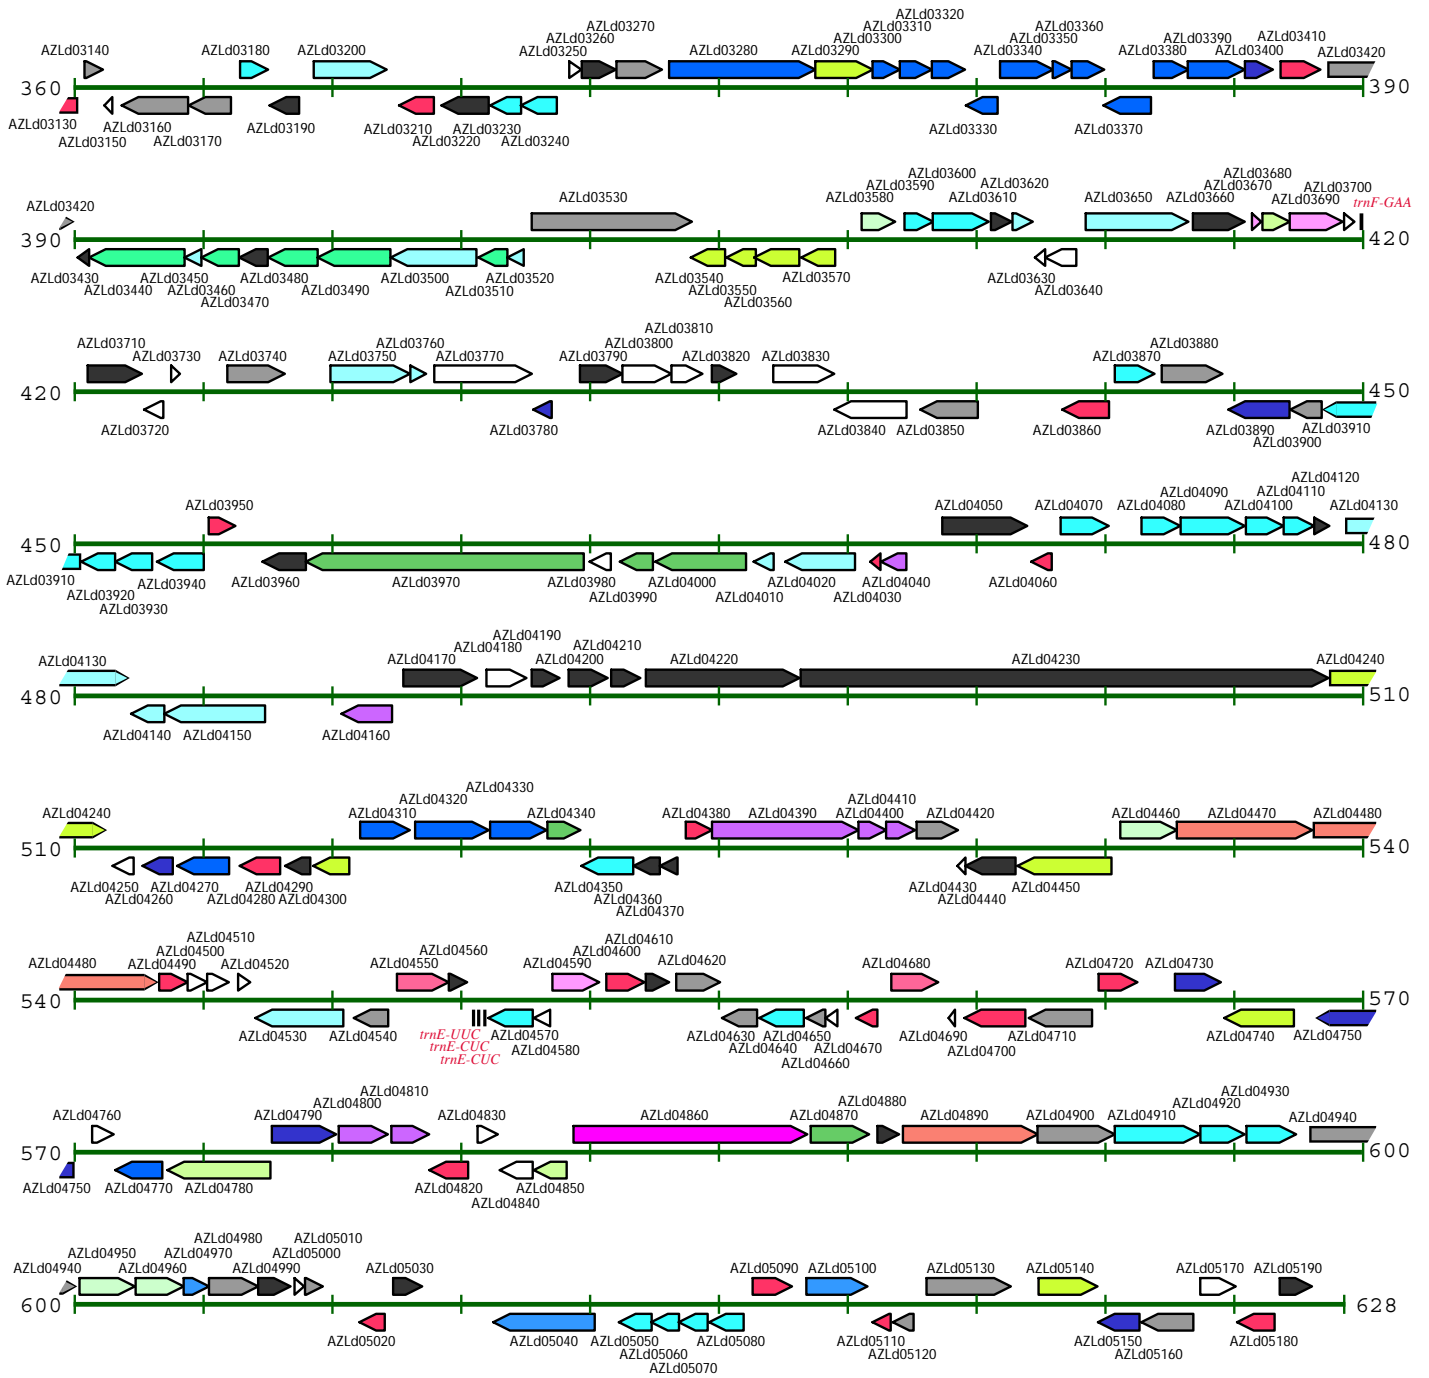 AZLd03320
AZLd03270 AZLd03310 AZLd03360
AZLd03260 AZLd03300 AZLd03350 AZLd03390 AZLd03410
AZLd03140 AZLd03180 AZLd03200 AZLd03250 AZLd03280 AZLd03290 AZLd03340 AZLd03380 AZLd03400 AZLd03420
360 390
AZLd03130 AZLd03160 AZLd03190 AZLd03210 AZLd03230 AZLd03330 AZLd03370
AZLd03150 AZLd03170 AZLd03220 AZLd03240
AZLd03600 AZLd03680
AZLd03590 AZLd03620 AZLd03670 AZLd03700
AZLd03420 AZLd03530 AZLd03580 AZLd03610 AZLd03650 AZLd03660 AZLd03690 trnF-GAA
390 420
AZLd03430 AZLd03450 AZLd03480 AZLd03500 AZLd03520 AZLd03540 AZLd03570 AZLd03630
AZLd03440 AZLd03460 AZLd03490 AZLd03510 AZLd03550 AZLd03640
AZLd03470 AZLd03560
AZLd03810
AZLd03710 AZLd03760 AZLd03800 AZLd03880
AZLd03730 AZLd03740 AZLd03750 AZLd03770 AZLd03790 AZLd03820 AZLd03830 AZLd03870
420 450
AZLd03720 AZLd03780 AZLd03840 AZLd03850 AZLd03860 AZLd03890 AZLd03910
AZLd03900
AZLd04120
AZLd04090 AZLd04110
AZLd03950 AZLd04050 AZLd04070 AZLd04080 AZLd04100 AZLd04130
450 480
AZLd03910 AZLd03940 AZLd03960 AZLd03970 AZLd03980 AZLd04000 AZLd04020 AZLd04040 AZLd04060
AZLd03920 AZLd03990 AZLd04010 AZLd04030
AZLd03930
AZLd04190
AZLd04180 AZLd04210
AZLd04130 AZLd04170 AZLd04200 AZLd04220 AZLd04230 AZLd04240
480 510
AZLd04140 AZLd04150 AZLd04160
AZLd04330
AZLd04320 AZLd04410
AZLd04240 AZLd04310 AZLd04340 AZLd04380 AZLd04390 AZLd04400 AZLd04420 AZLd04460 AZLd04470 AZLd04480
510 540
AZLd04250 AZLd04270 AZLd04290 AZLd04350 AZLd04430 AZLd04450
AZLd04260 AZLd04280 AZLd04300 AZLd04360 AZLd04440
AZLd04370
AZLd04510 AZLd04610
AZLd04500 AZLd04560 AZLd04600
AZLd04480 AZLd04490 AZLd04520 AZLd04550 AZLd04590 AZLd04620 AZLd04680 AZLd04720 AZLd04730
540 570
AZLd04530 AZLd04540 trnE-UUC AZLd04570 AZLd04630 AZLd04650 AZLd04690 AZLd04710 AZLd04740 AZLd04750
trnE-CUC AZLd04580 AZLd04640 AZLd04670 AZLd04700
trnE-CUC AZLd04660
AZLd04810 AZLd04930
AZLd04800 AZLd04880 AZLd04920
AZLd04760 AZLd04790 AZLd04830 AZLd04860 AZLd04870 AZLd04890 AZLd04900 AZLd04910 AZLd04940
570 600
AZLd04750 AZLd04770 AZLd04780 AZLd04820 AZLd04850
AZLd04840
AZLd04980 AZLd05010
AZLd04950 AZLd04970 AZLd05000
AZLd04940 AZLd04960 AZLd04990 AZLd05030 AZLd05090 AZLd05100 AZLd05130 AZLd05140 AZLd05170 AZLd05190
600 628
AZLd05020 AZLd05040 AZLd05050 AZLd05080 AZLd05110 AZLd05150 AZLd05180
AZLd05060 AZLd05120 AZLd05160
AZLd05070